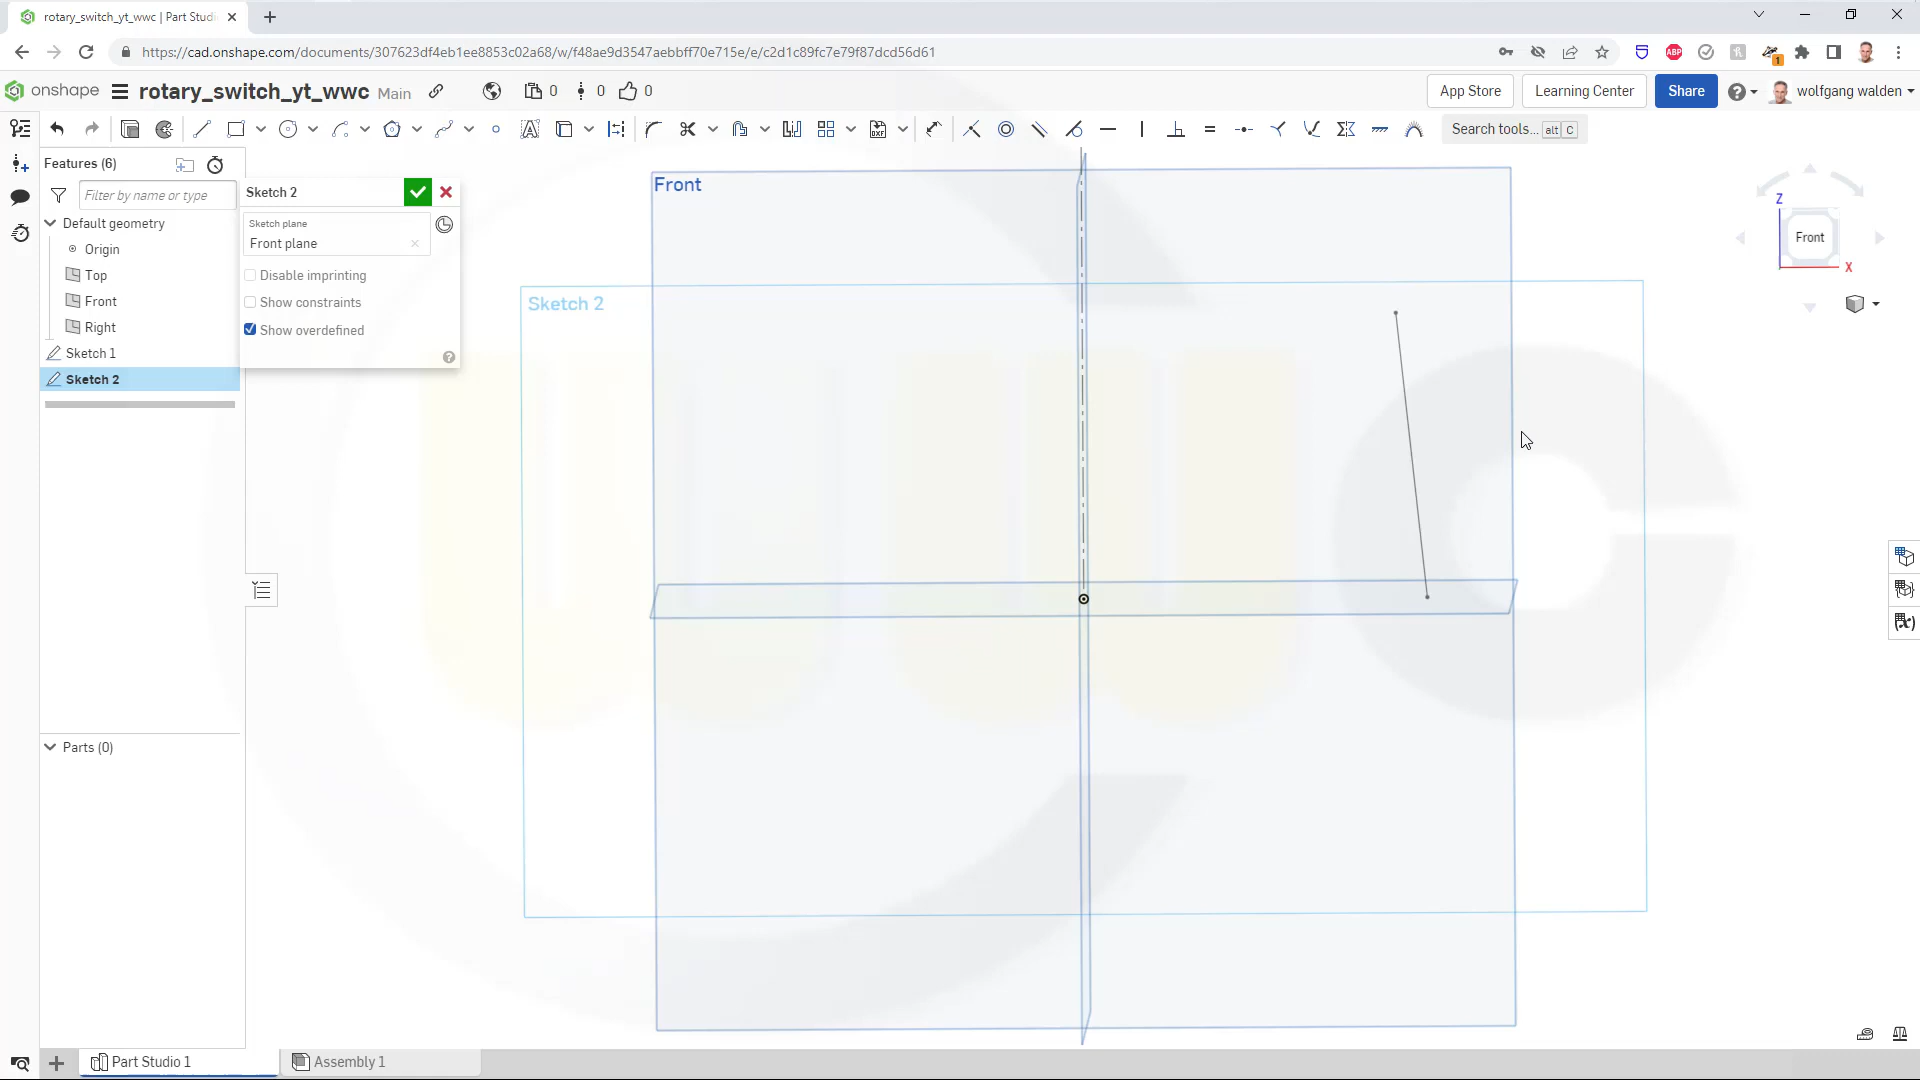 rotary_switch_yt_wwc | Part Studi
https://cad.onshape.com/documents/307623df4eb1ee8853c02a68/w/f48ae9d3547aebbff70e715e/e/c2d1c89fc7e79f87dcd56d61
ABP
1
onshape
rotary_switch_yt_wwc Main
0
0
0
App Store
Learning Center
Share
wolfgang walden
DXF
Search tools... alt C
Features (6)
Filter by name or type
Default geometry
Origin
Top
Front
Right
Sketch 1
Sketch 2
Parts (0)
Sketch 2
Sketch plane
Front plane
Disable imprinting
Show constraints
Show overdefined
Front
Sketch 2
Z
Front
X
(x)
Part Studio 1
Assembly 1